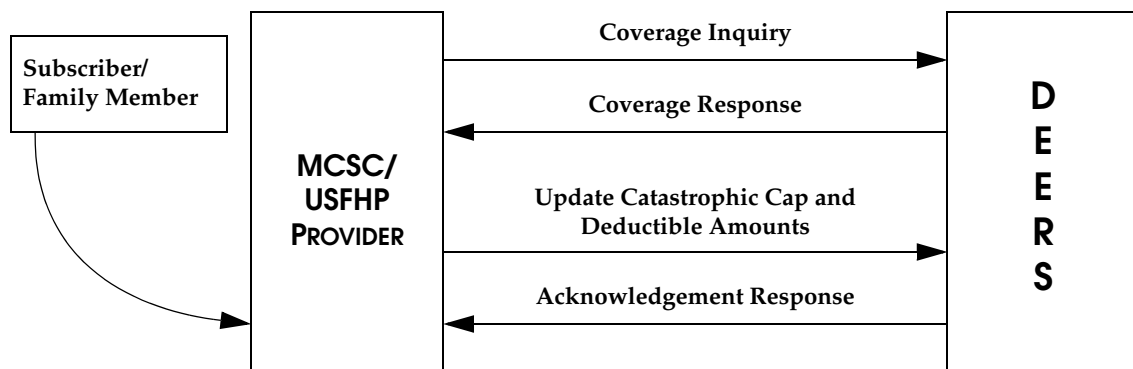 Subscriber/
Family Member
MCSC/
USFHP
PROVIDER
Coverage Inquiry
Coverage Response
Update Catastrophic Cap and
Deductible Amounts
Acknowledgement Response
D
E
E
R
S